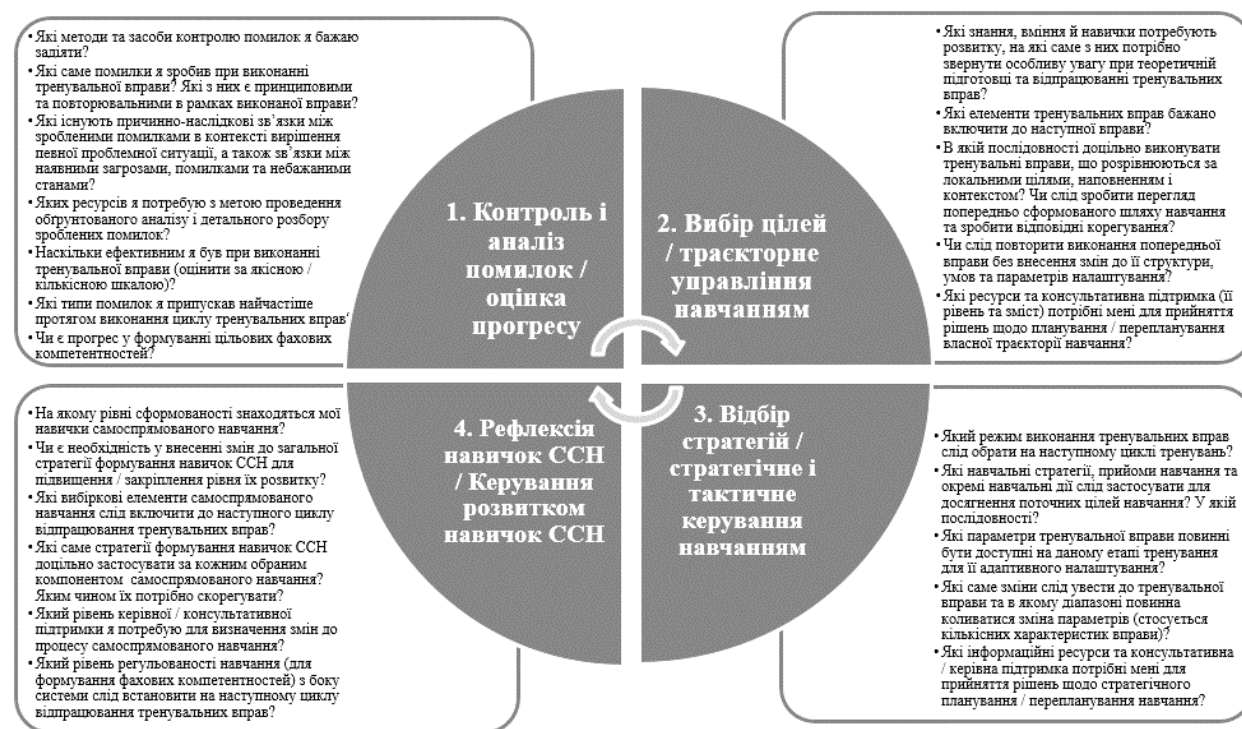 • Які методи та засоби контролю помилок я бажаю
задіяти?
• Які саме помилки я зробив при виконанні
тренувальної вправи? Які з них є принциповими
та повторювальними в рамках виконаної вправи?
• Які існують причинно-наслідкові зв’язки між
зробленими помилками в контексті вирішення
певної проблемної ситуації, а також зв’язки між
наявними загрозами, помилками та небажаними
станами?
• Яких ресурсів я потребую з метою проведення
обґрунтованого аналізу і детального розбору
зроблених помилок?
• Наскільки ефективним я був при виконанні
тренувальної вправи (оцінити за якісною /
кількісною шкалою)?
• Які типи помилок я припускав найчастіше
протягом виконання циклу тренувальних вправ
• Чи є прогрес у формуванні цільових фахових
компетентностей?
1. Контроль і
аналіз
помилок /
оцінка
прогресу
• Які знання, вміння й навички потребують
розвитку, на які саме з них потрібно
звернути особливу увагу при теоретичній
підготовці та відпрацюванні тренувальних
вправ?
• Які елементи тренувальних вправ бажано
включити до наступної вправи?
• В якій послідовності доцільно виконувати
тренувальні вправи, що розрівнюються за
локальними цілями, наповненням і
контекстом? Чи слід зробити перегляд
попередньо сформованого шляху навчання
та зробити відповідні корегування?
• Чи слід повторити виконання попередньої
вправи без внесення змін до її структури,
умов та параметрів налаштування?
• Які ресурси та консультативна підтримка (її
рівень та зміст) потрібні мені для прийняття
рішень щодо планування / перепланування
власної траєкторії навчання?
2. Вибір цілей
/ траєкторне
управління
навчанням
• На якому рівні сформованості знаходяться мої
навички самоспрямованого навчання?
• Чи є необхідність у внесенні змін до загальної
стратегії формування навичок ССН для
підвищення / закріплення рівня їх розвитку?
• Які вибіркові елементи самоспрямованого
навчання слід включити до наступного циклу
відпрацювання тренувальних вправ?
• Які саме стратегії формування навичок ССН
доцільно застосувати за кожним обраним
компонентом самоспрямованого навчання?
Яким чином їх потрібно скорегувати?
• Який рівень керівної / консультативної
підтримки я потребую для визначення змін до
процесу самоспрямованого навчання?
• Який рівень регульованості навчання (для
формування фахових компетентностей) з боку
системи слід встановити на наступному циклу
відпрацювання тренувальних вправ?
4. Рефлексія
навичок ССН
/ Керування
розвитком
навичок ССН
3. Відбір
стратегій /
стратегічне і
тактичне
керування
навчанням
• Який режим виконання тренувальних вправ
слід обрати на наступному циклі тренувань?
• Які навчальні стратегії, прийоми навчання та
окремі навчальні дії слід застосувати для
досягнення поточних цілей навчання? У якій
послідовності?
• Які параметри тренувальної вправи повинні
бути доступні на даному етапі тренування
для її адаптивного налаштування?
• Які саме зміни слід увести до тренувальної
вправи та в якому діапазоні повинна
коливатися зміна параметрів (стосується
кількісних характеристик вправи)?
• Які інформаційні ресурси та консультативна
/ керівна підтримка потрібні мені для
прийняття рішень щодо стратегічного
планування / перепланування навчання?